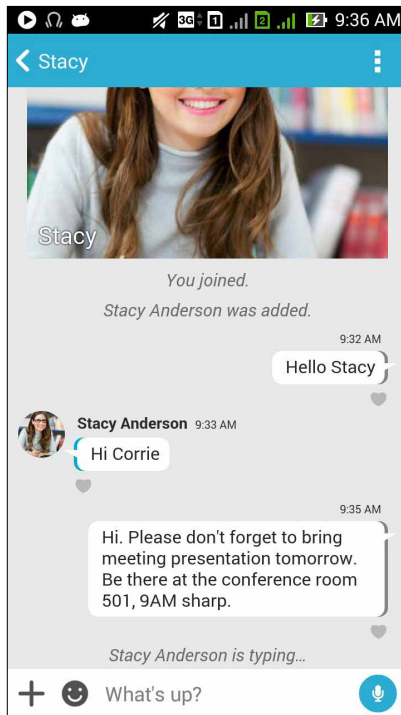 3G 1 2 9:36 AM
Stacy
Stacy
You joined.
Stacy Anderson was added.
9:32 AM
Hello Stacy
Stacy Anderson 9:33 AM
Hi Corrie
9:35 AM
Hi. Please don't forget to bring
meeting presentation tomorrow.
Be there at the conference room
501, 9AM sharp.
Stacy Anderson is typing...
What's up?